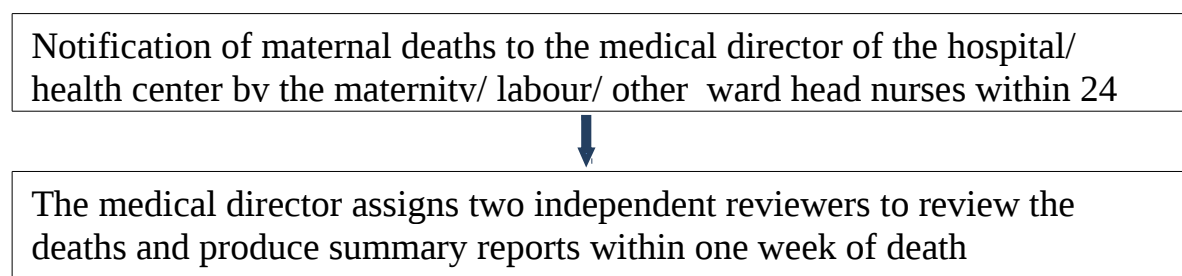 Notification of maternal deaths to the medical director of the hospital/
health center by the maternity/ labour/ other  ward head nurses within 24
The medical director assigns two independent reviewers to review the
deaths and produce summary reports within one week of death